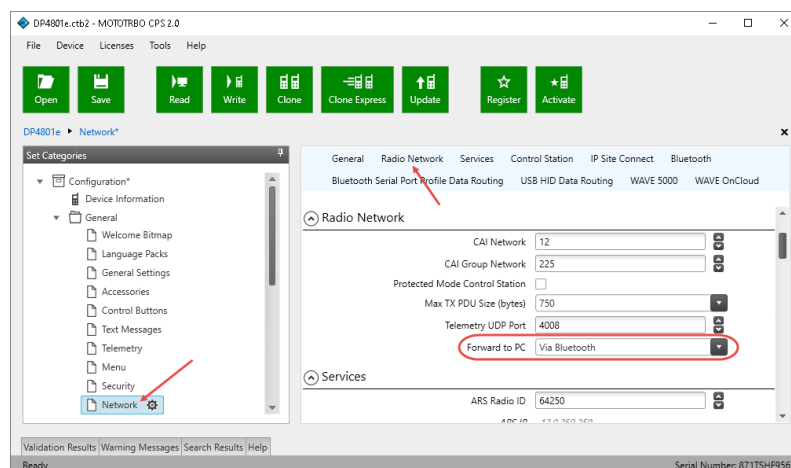 DP4801e.ctb2 - MOTOTRBO CPS 2.0
File Device Licenses Tools Help
Open Save Read Write Clone Clone Express Update Register Activate
DP4801e Network*
Set Categories
Configuration*
Device Information
General
Welcome Bitmap
Language Packs
General Settings
Accessories
Control Buttons
Text Messages
Telemetry
Menu
Security
Network
General Radio Network Services Control Station IP Site Connect Bluetooth
Bluetooth Serial Port Profile Data Routing USB HID Data Routing WAVE 5000 WAVE OnCloud
Radio Network
CAI Network 12
CAI Group Network 225
Protected Mode Control Station
Max TX PDU Size (bytes) 750
Telemetry UDP Port 4008
Forward to PC Via Bluetooth
Services
ARS Radio ID 64250
Validation Results Warning Messages Search Results Help
Ready Serial Number: 871TSHF956